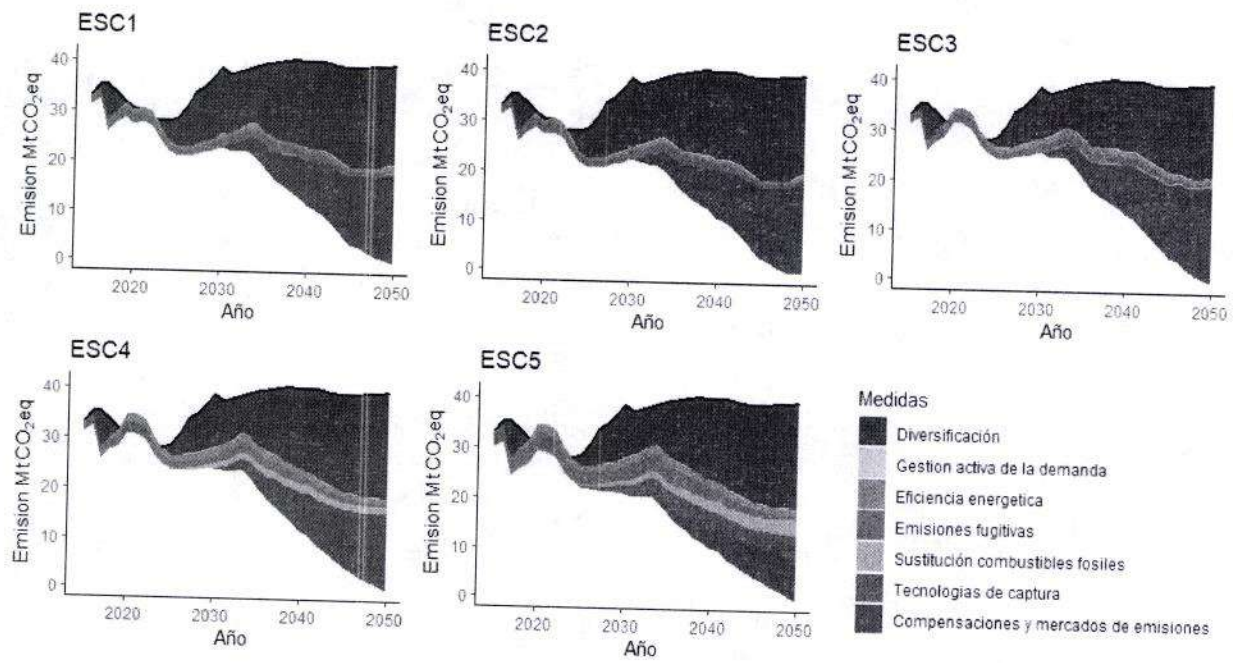 ESC1
Emision MtCO₂eq
40
30
20
10
0
2020
2030
2040
2050
Año
ESC2
Emision MtCO₂eq
40
30
20
10
0
2020
2030
2040
2050
Año
ESC3
Emision MtCO₂eq
40
30
20
10
0
2020
2030
2040
2050
Año
ESC4
Emision MtCO₂eq
40
30
20
10
0
2020
2030
2040
2050
Año
ESC5
Emision MtCO₂eq
40
30
20
10
0
2020
2030
2040
2050
Año
Medidas
Diversificación
Gestion activa de la demanda
Eficiencia energetica
Emisiones fugitivas
Sustitución combustibles fosiles
Tecnologias de captura
Compensaciones y mercados de emisiones